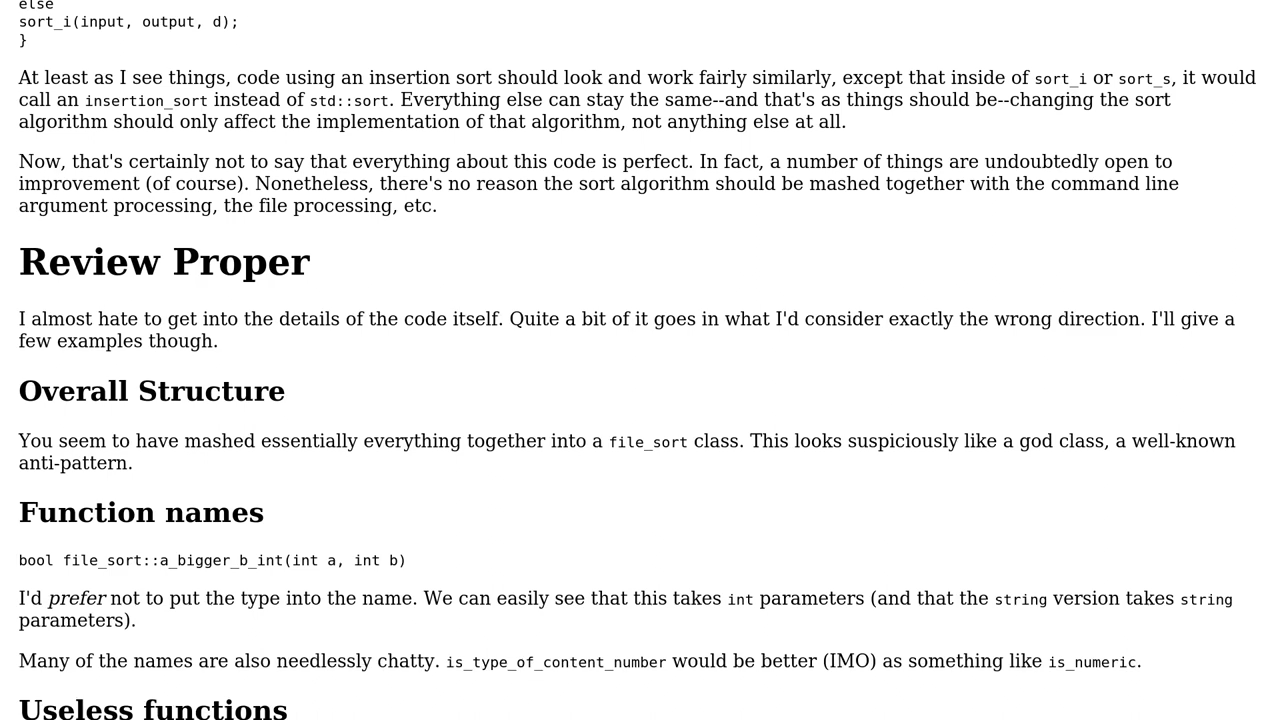 else
sort_i(input, output, d);
}
At least as I see things, code using an insertion sort should look and work fairly similarly, except that inside of sort_i or sort_s, it would
call an insertion_sort instead of std::sort. Everything else can stay the same--and that's as things should be--changing the sort
algorithm should only affect the implementation of that algorithm, not anything else at all.
Now, that's certainly not to say that everything about this code is perfect. In fact, a number of things are undoubtedly open to
improvement (of course). Nonetheless, there's no reason the sort algorithm should be mashed together with the command line
argument processing, the file processing, etc.
Review Proper
I almost hate to get into the details of the code itself. Quite a bit of it goes in what I'd consider exactly the wrong direction. I'll give a
few examples though.
Overall Structure
You seem to have mashed essentially everything together into a file_sort class. This looks suspiciously like a god class, a well-known
anti-pattern.
Function names
bool file_sort::a_bigger_b_int(int a, int b)
I'd prefer not to put the type into the name. We can easily see that this takes int parameters (and that the string version takes string
parameters).
Many of the names are also needlessly chatty. is_type_of_content_number would be better (IMO) as something like is_numeric.
Useless functions